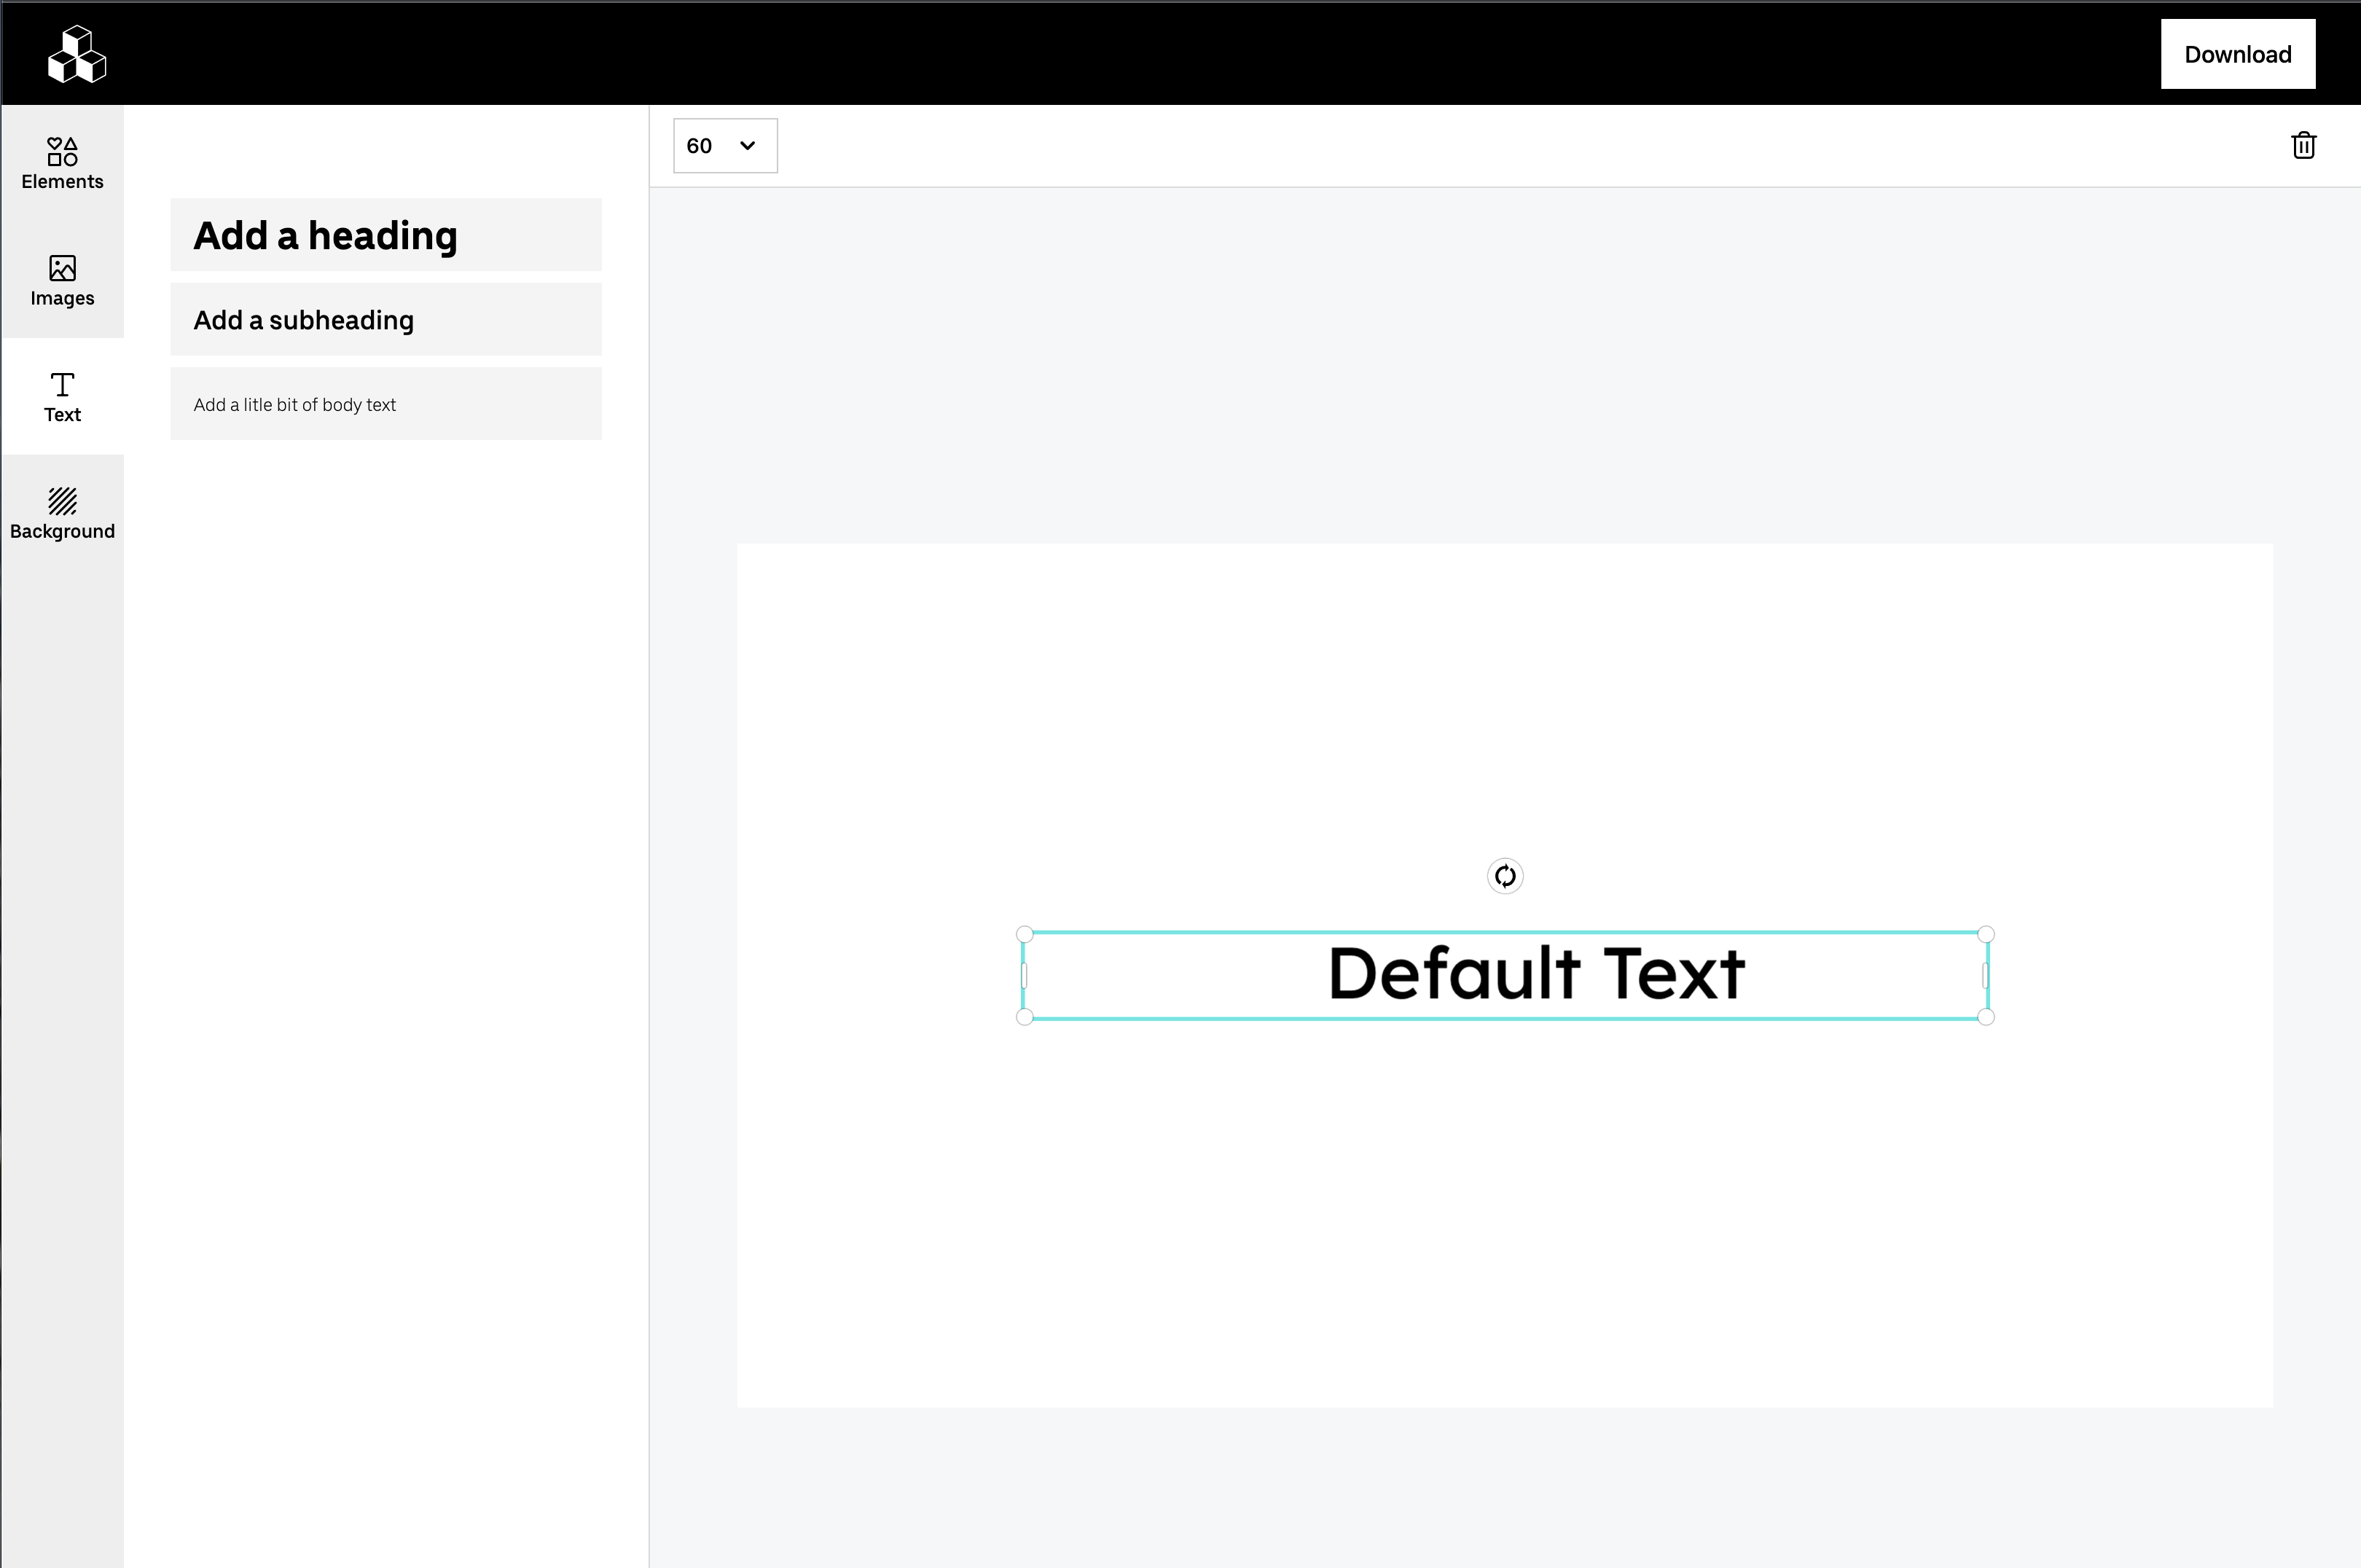 Download
Elements
Images
Text
Background
Add a heading
Add a subheading
Add a litle bit of body text
60
Default Text